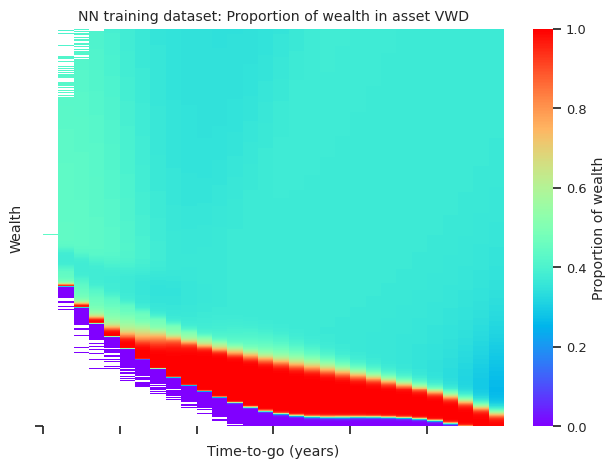 NN training dataset: Proportion of wealth in asset VWD
Wealth
Time-to-go (years)
1.0
0.8
0.6
0.4
0.2
0.0
Proportion of wealth